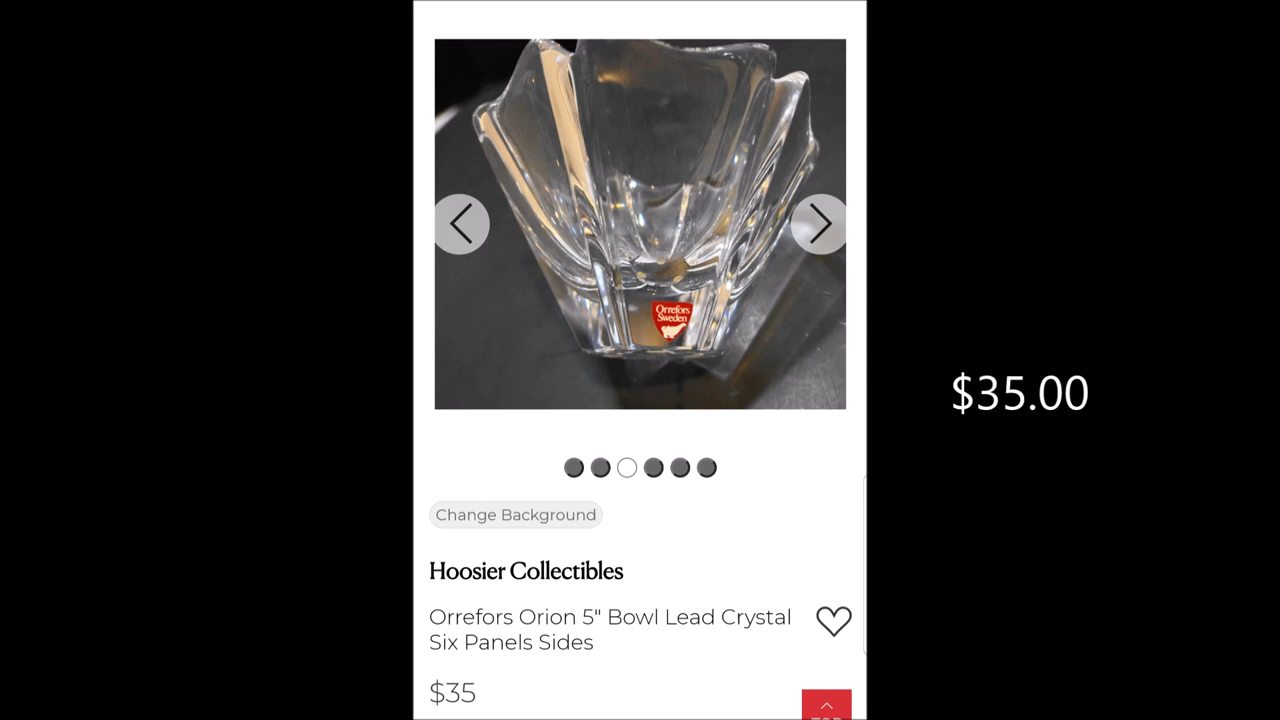 Orrefors
Sweden
$35.00
Change Background
Hoosier Collectibles
Orrefors Orion 5" Bowl Lead Crystal
Six Panels Sides
$35